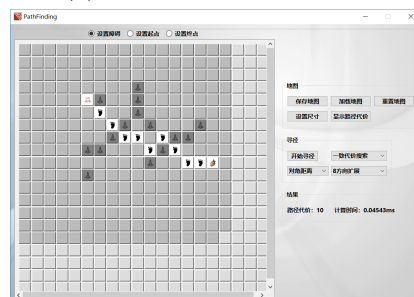 PathFinding
设置障碍 设置起点 设置终点
地图
保存地图 加载地图 重置地图
设置尺寸 显示路径代价
寻径
开始寻径 一致代价搜索
对角距离 8方向扩展
结果
路径代价: 10 计算时间: 0.04543ms